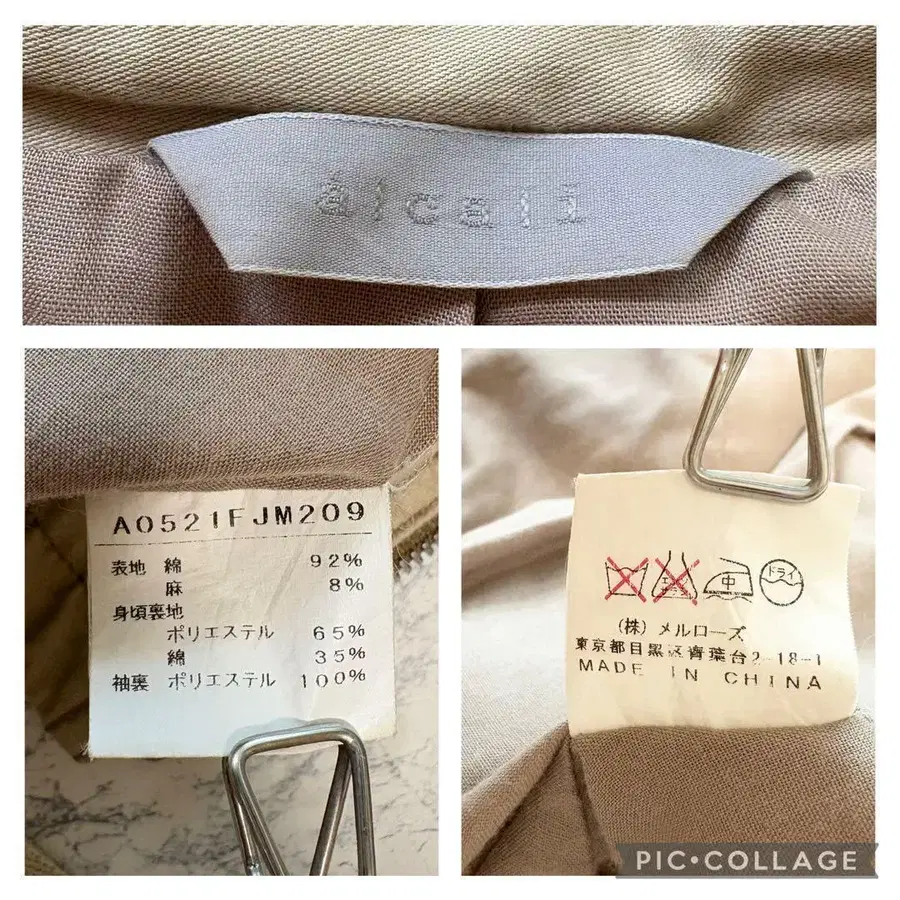 alcali
A0521FJM209
表地 綿 92%
麻 8%
身頃裏地
ポリエステル 65%
綿 35%
袖裏 ポリエステル 100%
中 ドライ
(株) メルローズ
東京都目黒区青葉台2-18-1
MADE IN CHINA
PIC•COLLAGE